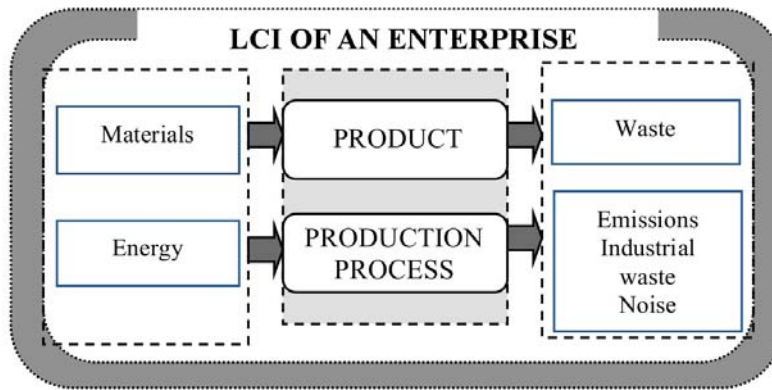 LCI OF AN ENTERPRISE
Materials
PRODUCT
Waste
Energy
PRODUCTION
PROCESS
Emissions
Industrial
waste
Noise